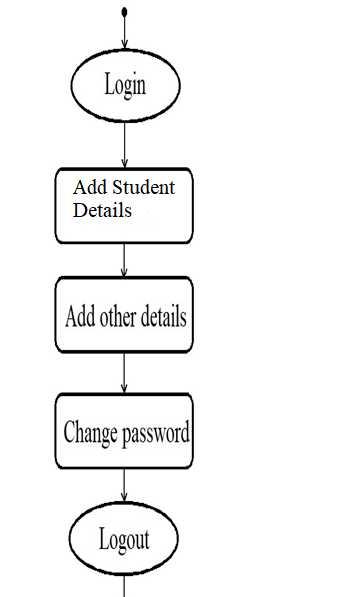 Login
Add Student
Details
Add other details
Change password
Logout